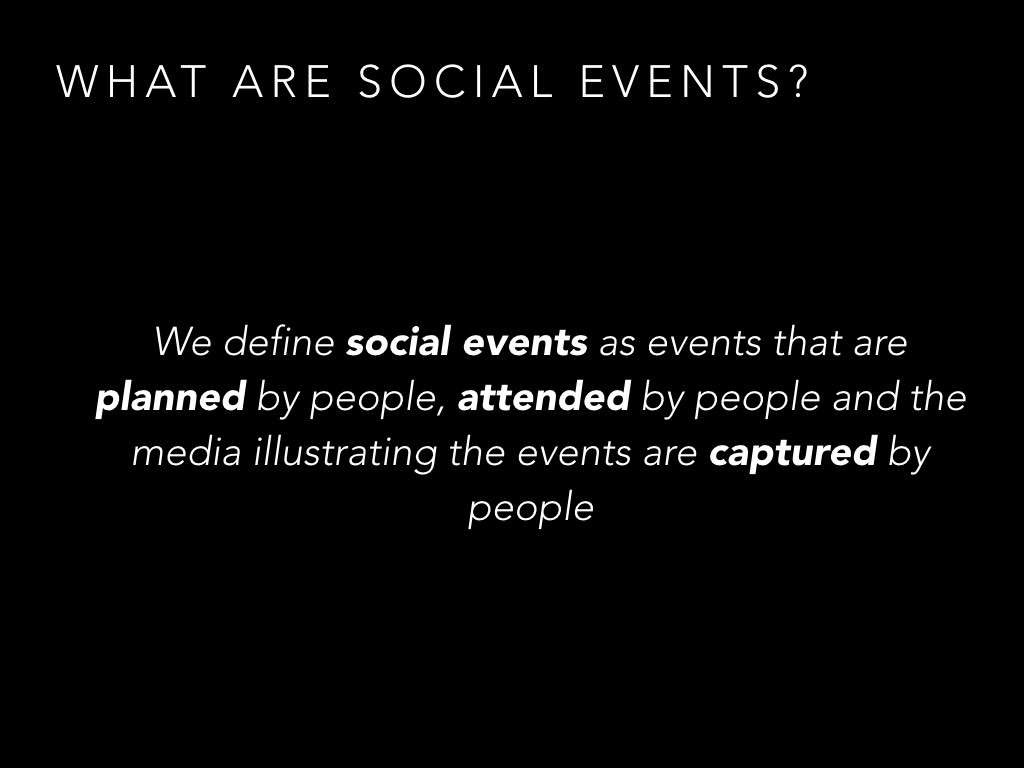 WHAT ARE SOCIAL EVENTS?
We define social events as events that are
planned by people, attended by people and the
media illustrating the events are captured by
people